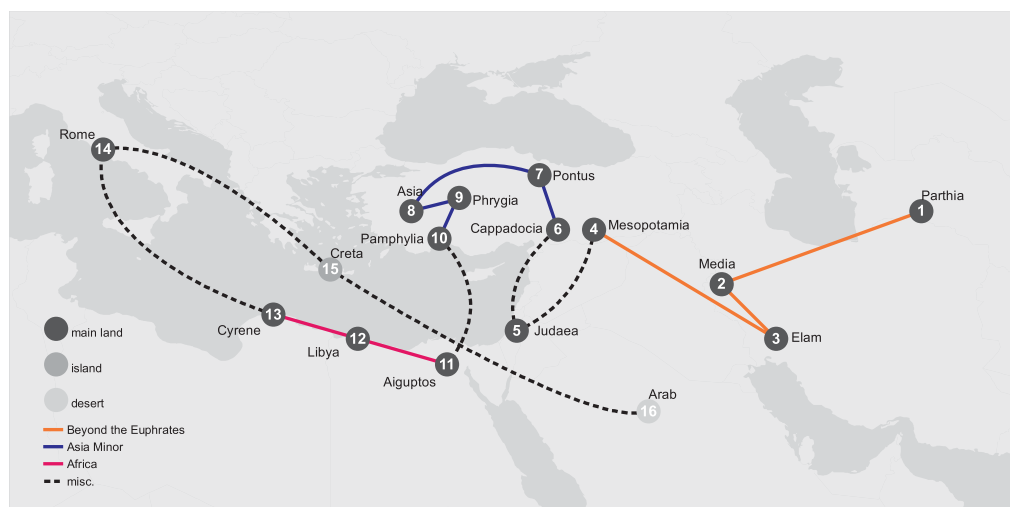 Rome
14
Asia
8
9
Phrygia
7
Pontus
Pamphylia
10
Cappadocia
6
4
Mesopotamia
Parthia
1
Media
2
Creta
15
13
Cyrene
12
Libya
11
Aiguptos
5
Judaea
3
Elam
Arab
16
main land
island
desert
Beyond the Euphrates
Asia Minor
Africa
misc.